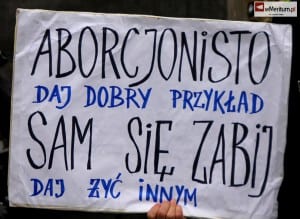 eMeritum.pl
ABORCJONISTO
DAJ DOBRY PRZYKŁAD
SAM SIĘ ZABIJ
DAJ ŻYĆ INNYM